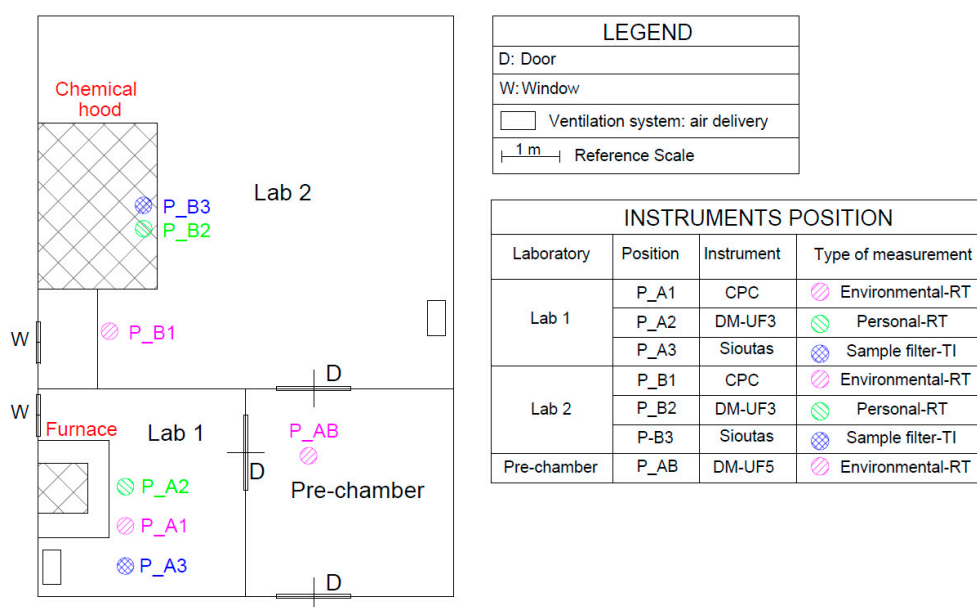 Chemical
hood
Lab 2
P_B3
P_B2
W
P_B1
D
W
Furnace
Lab 1
P_AB
D
Pre-chamber
P_A2
P_A1
P_A3
D
LEGEND
D: Door
W: Window
Ventilation system: air delivery
1 m Reference Scale
INSTRUMENTS POSITION
Laboratory Position Instrument Type of measurement
Lab 1
P_A1 CPC Environmental-RT
P_A2 DM-UF3 Personal-RT
P_A3 Sioutas Sample filter-TI
Lab 2
P_B1 CPC Environmental-RT
P_B2 DM-UF3 Personal-RT
P-B3 Sioutas Sample filter-TI
Pre-chamber P_AB DM-UF5 Environmental-RT